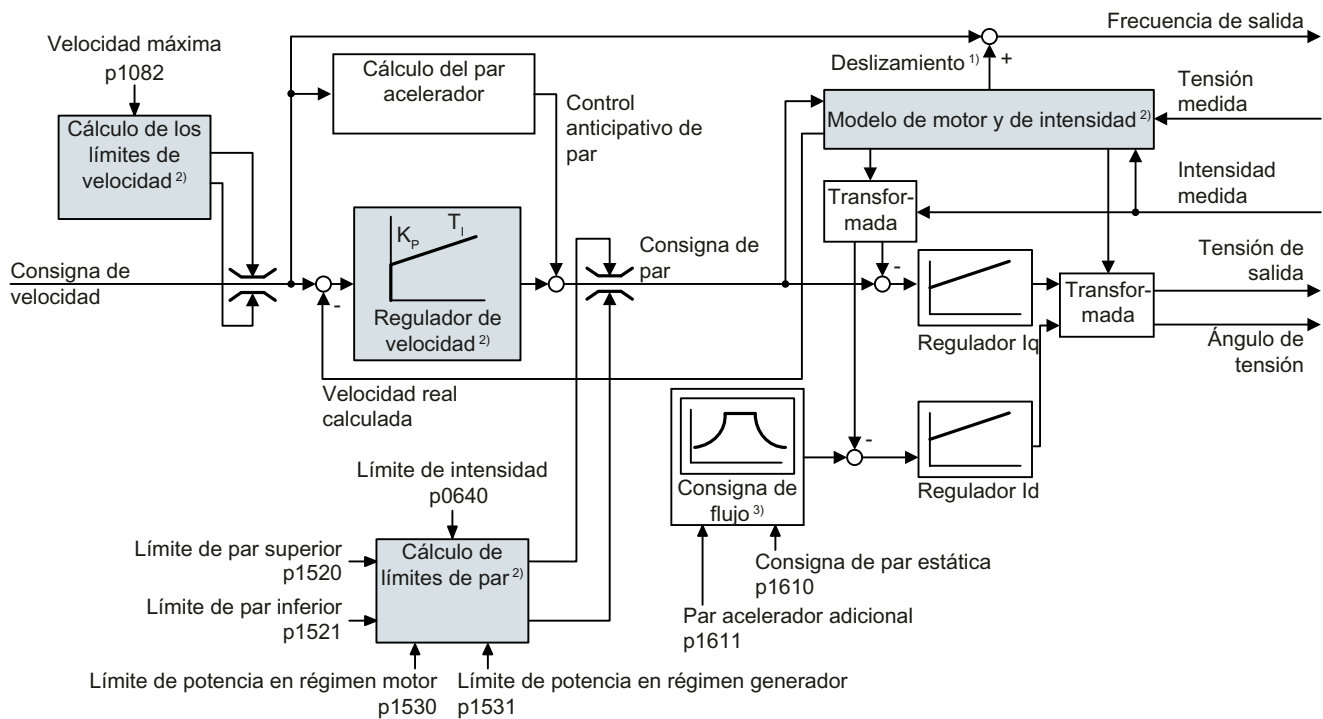 Frecuencia de salida
Velocidad máxima
p1082
Deslizamiento 1)
+
Cálculo del par
acelerador
Tensión
medida
Control
anticipativo de
par
Cálculo de los
límites de
velocidad 2)
Modelo de motor y de intensidad 2)
Intensidad
medida
Transfor-
mada
KP
TI
Consigna de
par
Tensión de
salida
Consigna de
velocidad
-
-
Transfor-
mada
Regulador de
velocidad 2)
Regulador Iq
Ángulo de
tensión
Velocidad real
calculada
-
Límite de intensidad
p0640
Consigna de
flujo 3)
Regulador Id
Límite de par superior
p1520
Cálculo de
límites de par 2)
Consigna de par estática
p1610
Límite de par inferior
p1521
Par acelerador adicional
p1611
Límite de potencia en régimen motor
p1530
Límite de potencia en régimen generador
p1531